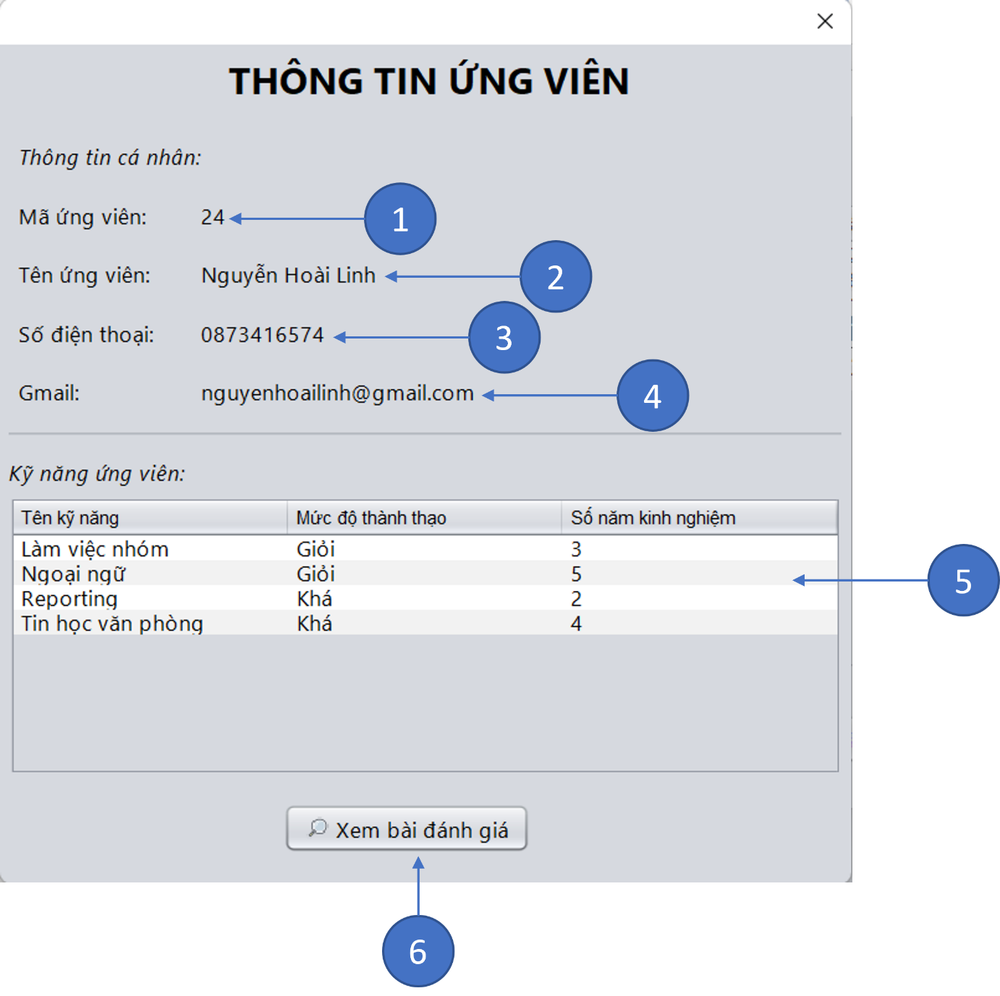 THÔNG TIN ỨNG VIÊN
Thông tin cá nhân:
Mã ứng viên: 24 1
Tên ứng viên: Nguyễn Hoài Linh 2
Số điện thoại: 0873416574 3
Gmail: nguyenhoailinh@gmail.com 4
Kỹ năng ứng viên:
Tên kỹ năng Mức độ thành thạo Số năm kinh nghiệm
Làm việc nhóm Giỏi 3
Ngoại ngữ Giỏi 5 5
Reporting Khá 2
Tin học văn phòng Khá 4
Xem bài đánh giá
6